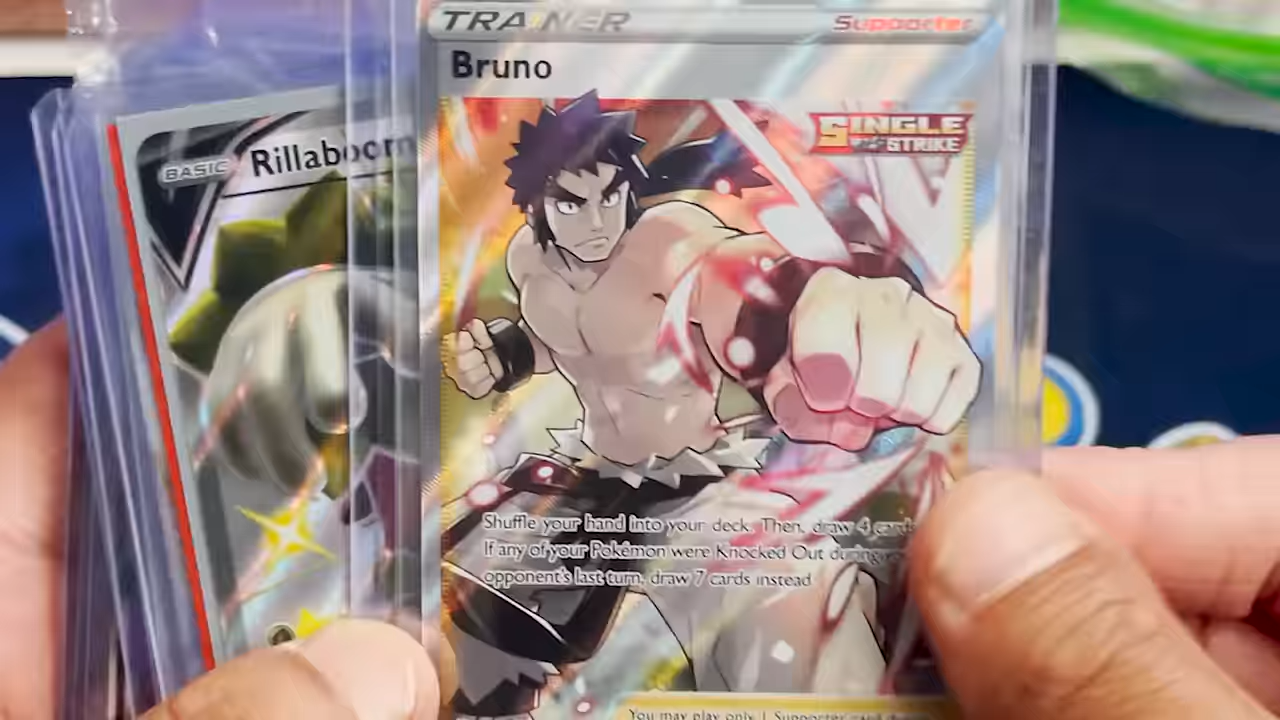 TRAINER
Supporter
Bruno
SINGLE
STRIKE
BASIC
Rillaboom
Shuffle your hand into your deck. Then, draw 4 card
If any of your Pokémon were Knocked Out during
opponent's last turn, draw 7 cards instead
You may play only 1 Supporter card during